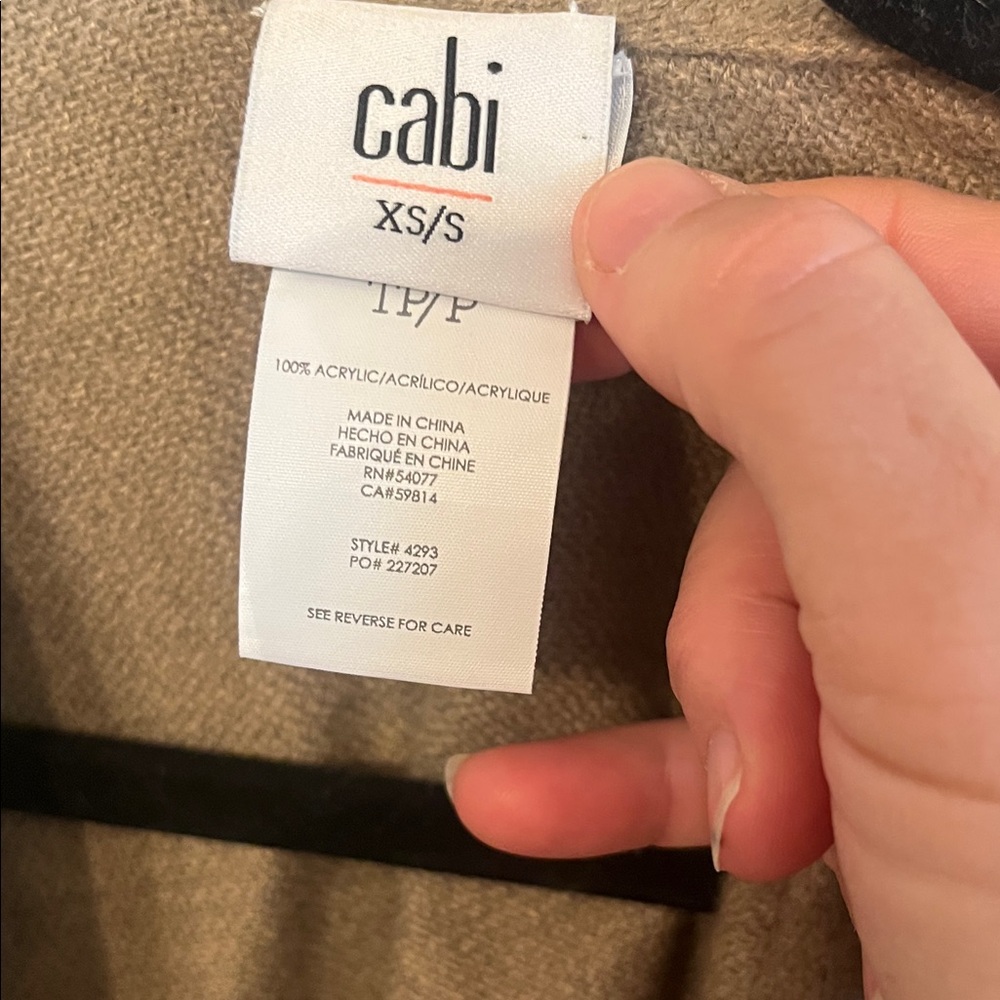 cabi
XS/S
TP/P
100% ACRYLIC/ACRÍLICO/ACRYLIQUE
MADE IN CHINA
HECHO EN CHINA
FABRIQUÉ EN CHINE
RN#54077
CA#59814
STYLE# 4293
PO# 227207
SEE REVERSE FOR CARE